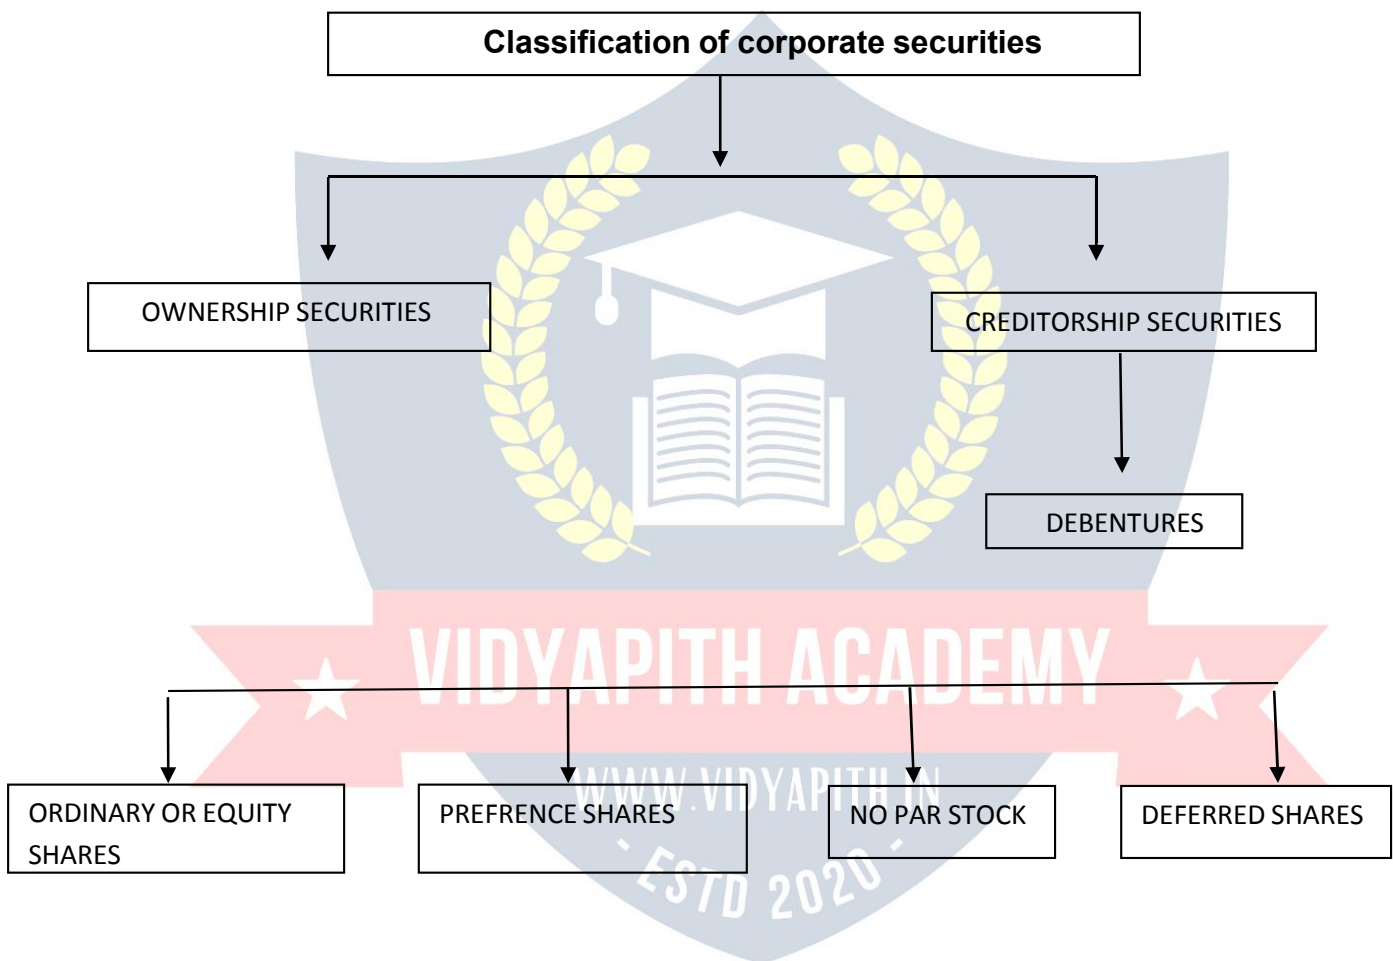 Classification of corporate securities
OWNERSHIP SECURITIES
CREDITORSHIP SECURITIES
DEBENTURES
VIDYAPITH ACADEMY
ORDINARY OR EQUITY
SHARES
PREFRENCE SHARES
NO PAR STOCK
DEFERRED SHARES
WWW.VIDYAPITH.IN
- ESTD 2020 -